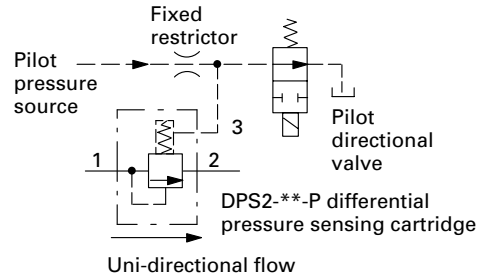 Fixed
restrictor
Pilot
pressure
source
3
Pilot
directional
valve
1
2
DPS2-**-P differential
pressure sensing cartridge
Uni-directional flow